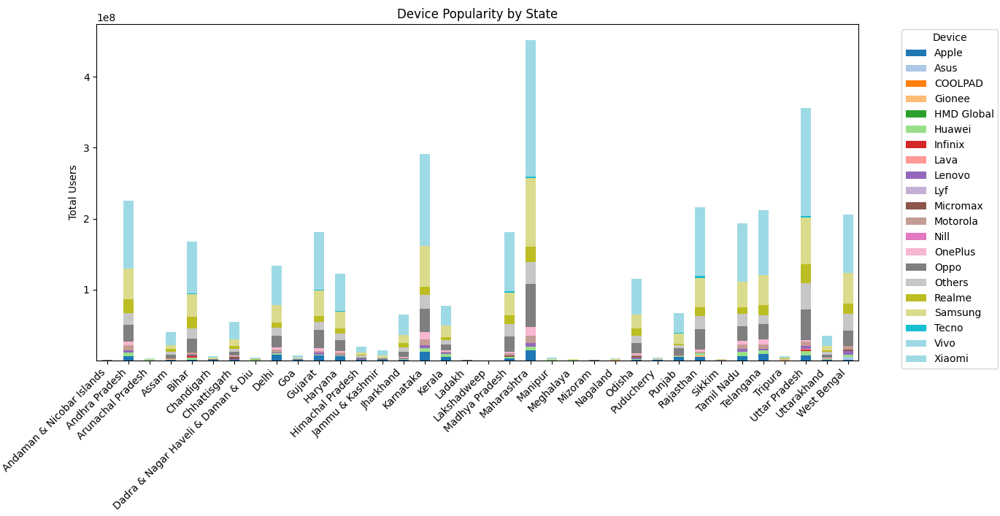 Device Popularity by State
1e8
Total Users
4
3
2
1
Andaman & Nicobar Islands
Andhra Pradesh
Arunachal Pradesh
Assam
Bihar
Chandigarh
Chhattisgarh
Dadra & Nagar Haveli & Daman & Diu
Delhi
Goa
Gujarat
Haryana
Himachal Pradesh
Jammu & Kashmir
Jharkhand
Karnataka
Kerala
Ladakh
Lakshadweep
Madhya Pradesh
Maharashtra
Manipur
Meghalaya
Mizoram
Nagaland
Odisha
Puducherry
Punjab
Rajasthan
Sikkim
Tamil Nadu
Telangana
Tripura
Uttar Pradesh
Uttarakhand
West Bengal
Device
Apple
Asus
COOLPAD
Gionee
HMD Global
Huawei
Infinix
Lava
Lenovo
Lyf
Micromax
Motorola
Nill
OnePlus
Oppo
Others
Realme
Samsung
Tecno
Vivo
Xiaomi